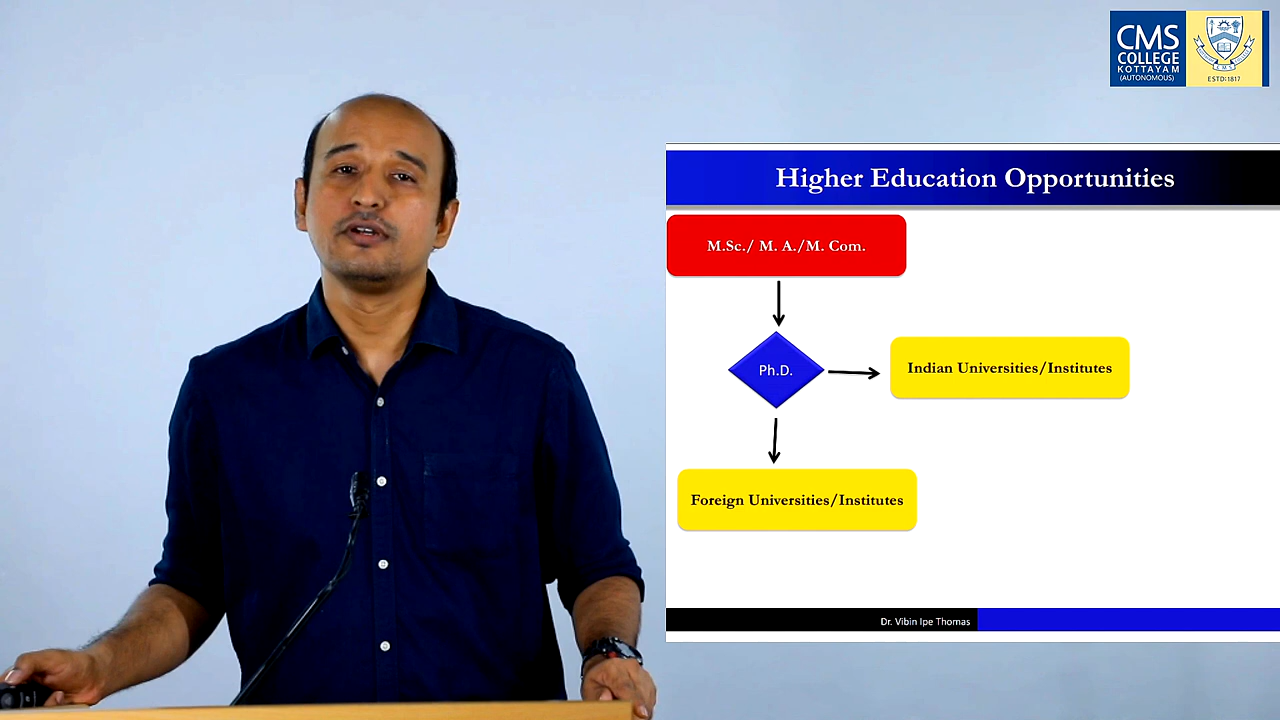 CMS
COLLEGE
KOTTAYAM
(AUTONOMOUS)
ESTD:1817
Higher Education Opportunities
M.Sc./ M. A./M. Com.
Ph.D.
Indian Universities/Institutes
Foreign Universities/Institutes
Dr. Vibin Ipe Thomas